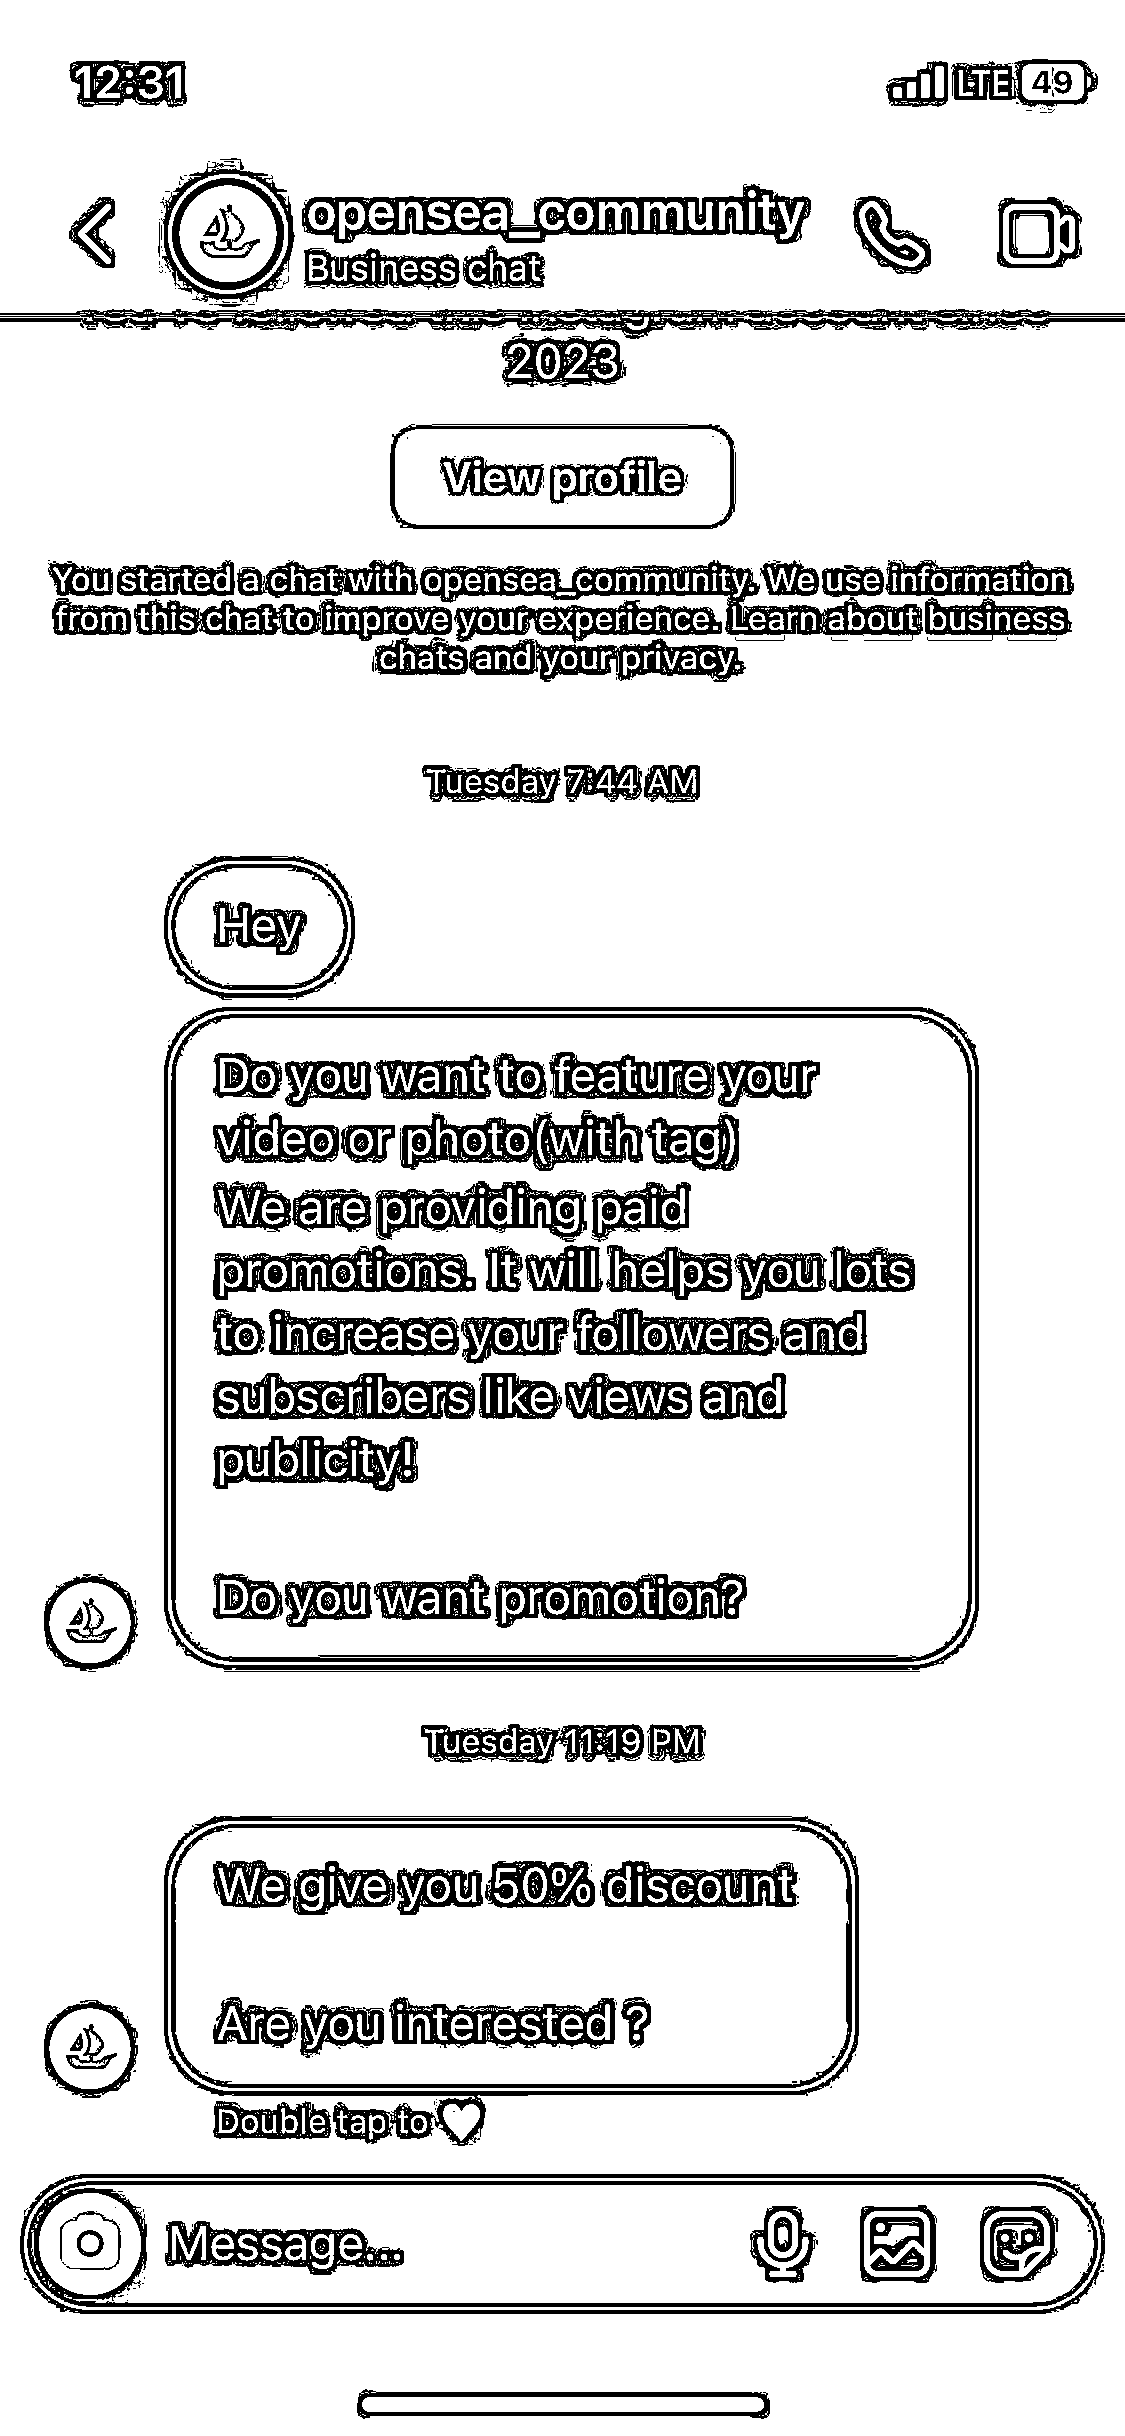 12:31
LTE 49
opensea_community
Business chat
2023
View profile
You started a chat with opensea_community. We use information
from this chat to improve your experience. Learn about business
chats and your privacy.
Tuesday 7:44 AM
Hey
Do you want to feature your
video or photo(with tag)
We are providing paid
promotions. It will helps you lots
to increase your followers and
subscribers like views and
publicity!
Do you want promotion?
Tuesday 11:19 PM
We give you 50% discount
Are you interested ?
Double tap to
Message...